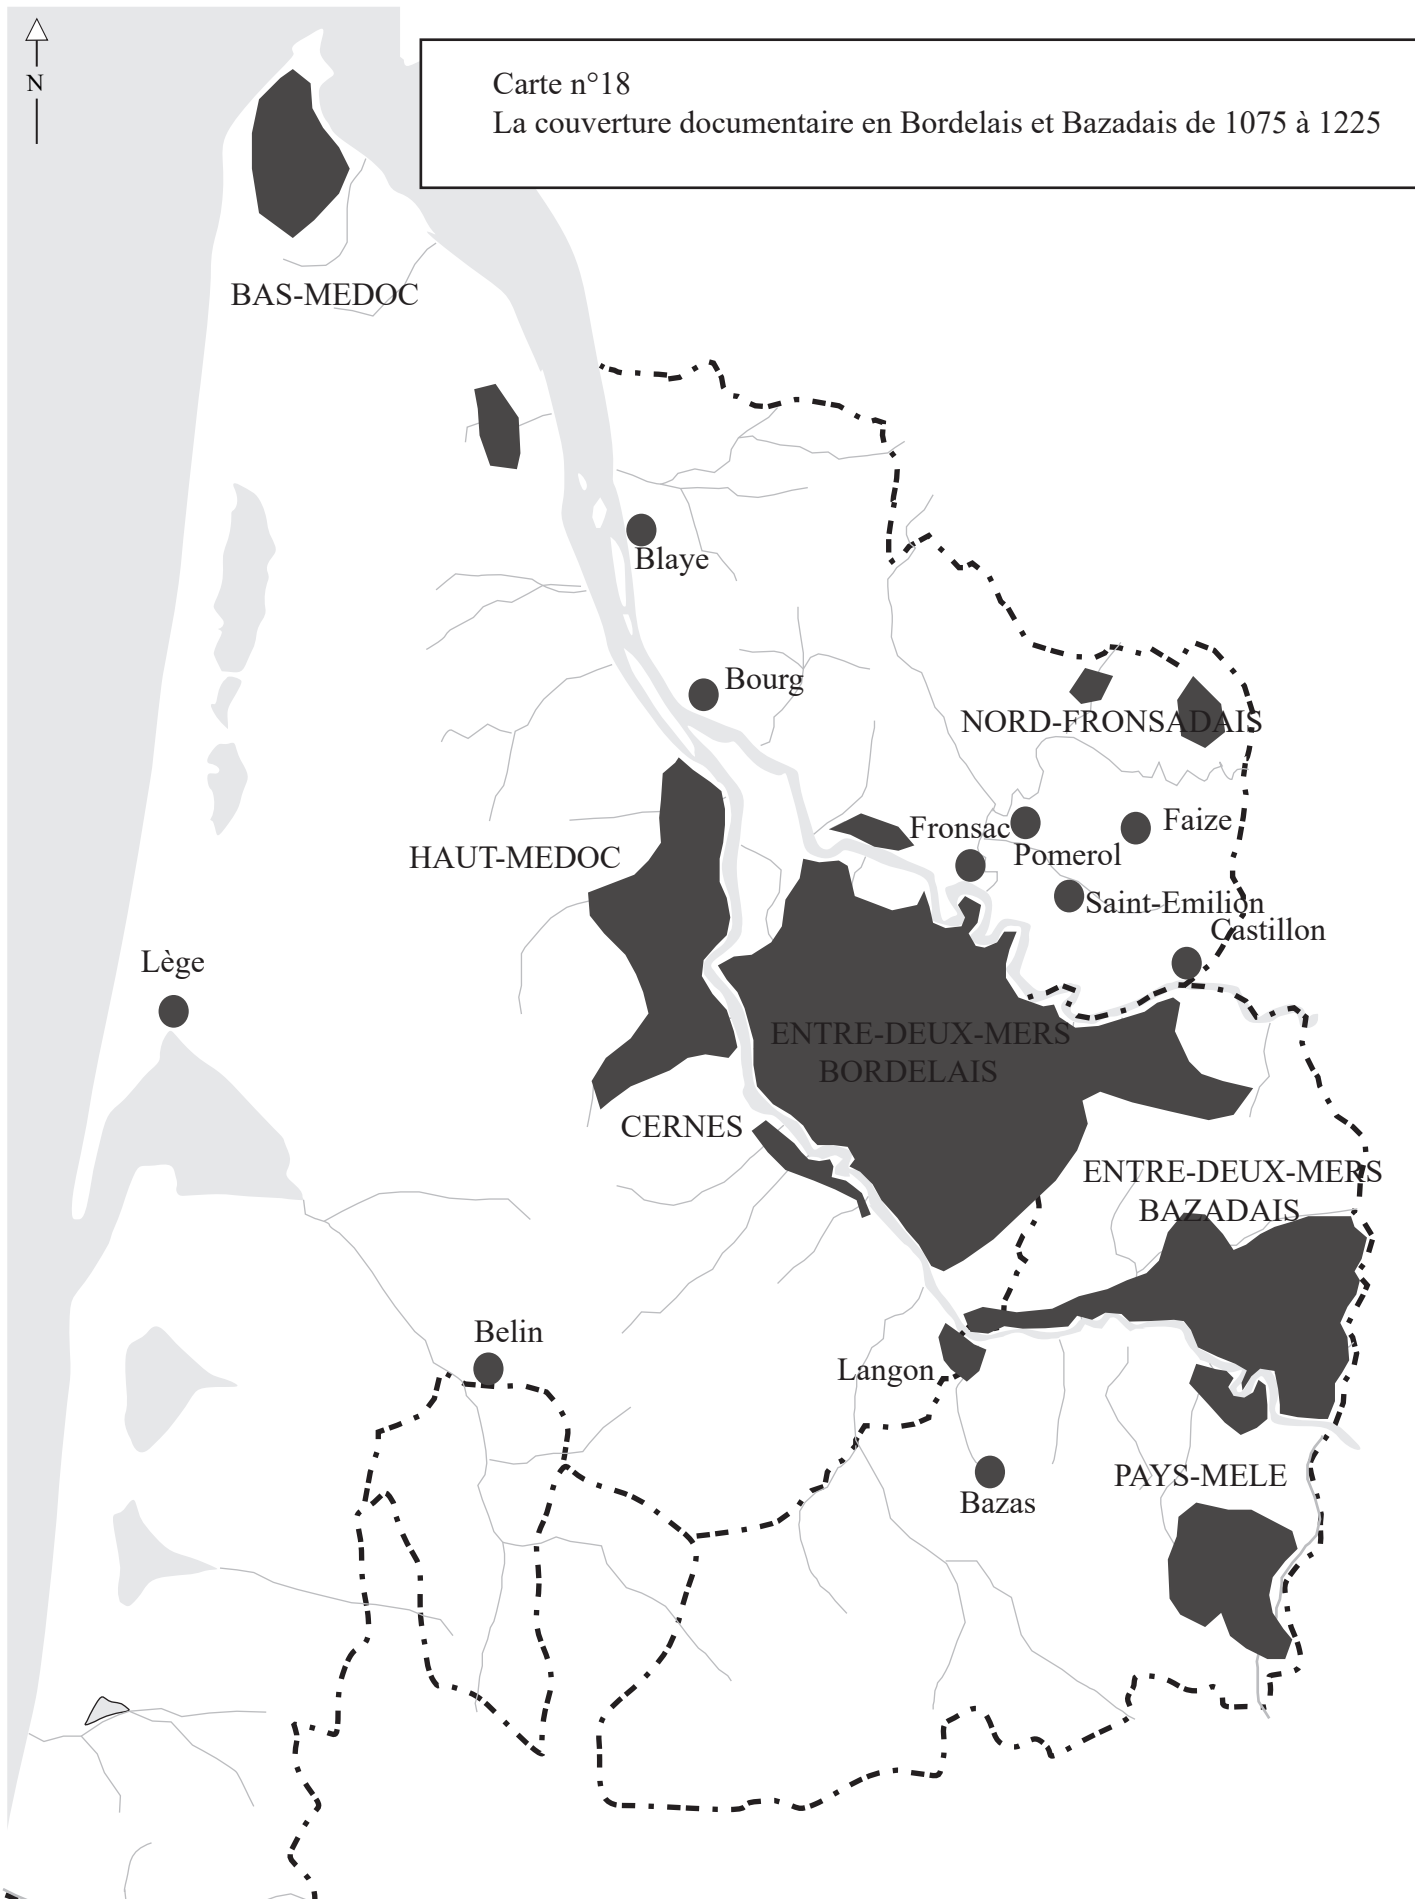 N
Carte n°18
La couverture documentaire en Bordelais et Bazadais de 1075 à 1225
BAS-MEDOC
Blaye
Bourg
NORD-FRONSADAIS
Fronsac
Faize
HAUT-MEDOC
Pomerol
Saint-Emilion
Castillon
Lège
ENTRE-DEUX-MERS
BORDELAIS
CERNES
ENTRE-DEUX-MERS
BAZADAIS
Belin
Langon
PAYS-MELE
Bazas